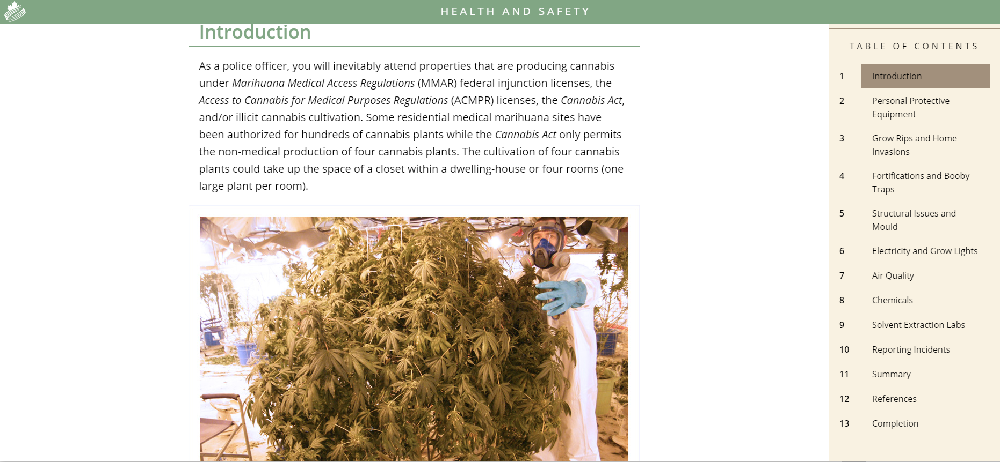 HEALTH AND SAFETY
Introduction
As a police officer, you will inevitably attend properties that are producing cannabis
under Marihuana Medical Access Regulations (MMAR) federal injunction licenses, the
Access to Cannabis for Medical Purposes Regulations (ACMPR) licenses, the Cannabis Act,
and/or illicit cannabis cultivation. Some residential medical marihuana sites have
been authorized for hundreds of cannabis plants while the Cannabis Act only permits
the non-medical production of four cannabis plants. The cultivation of four cannabis
plants could take up the space of a closet within a dwelling-house or four rooms (one
large plant per room).
TABLE OF CONTENTS
1 Introduction
2 Personal Protective
Equipment
3 Grow Rips and Home
Invasions
4 Fortifications and Booby
Traps
5 Structural Issues and
Mould
6 Electricity and Grow Lights
7 Air Quality
8 Chemicals
9 Solvent Extraction Labs
10 Reporting Incidents
11 Summary
12 References
13 Completion